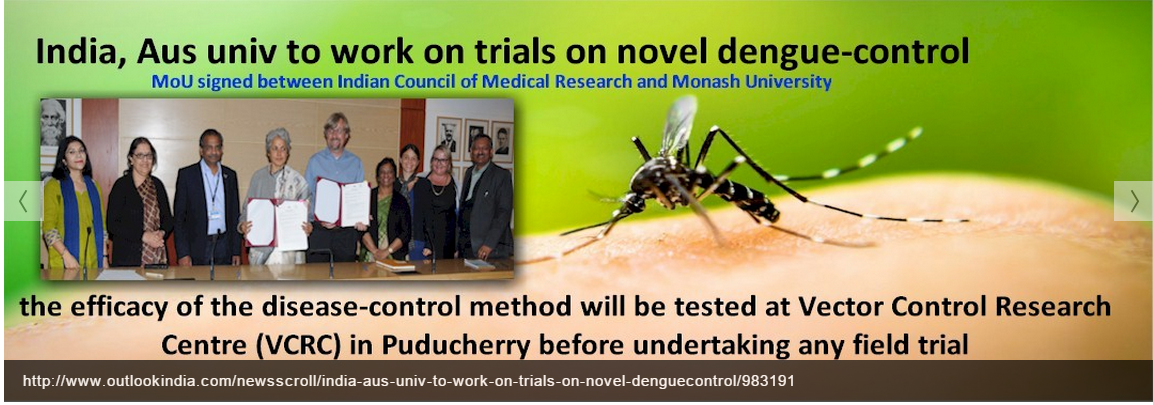 India, Aus univ to work on trials on novel dengue-control
MoU signed between Indian Council of Medical Research and Monash University
the efficacy of the disease-control method will be tested at Vector Control Research
Centre (VCRC) in Puducherry before undertaking any field trial
http://www.outlookindia.com/newsscroll/india-aus-univ-to-work-on-trials-on-novel-denguecontrol/983191